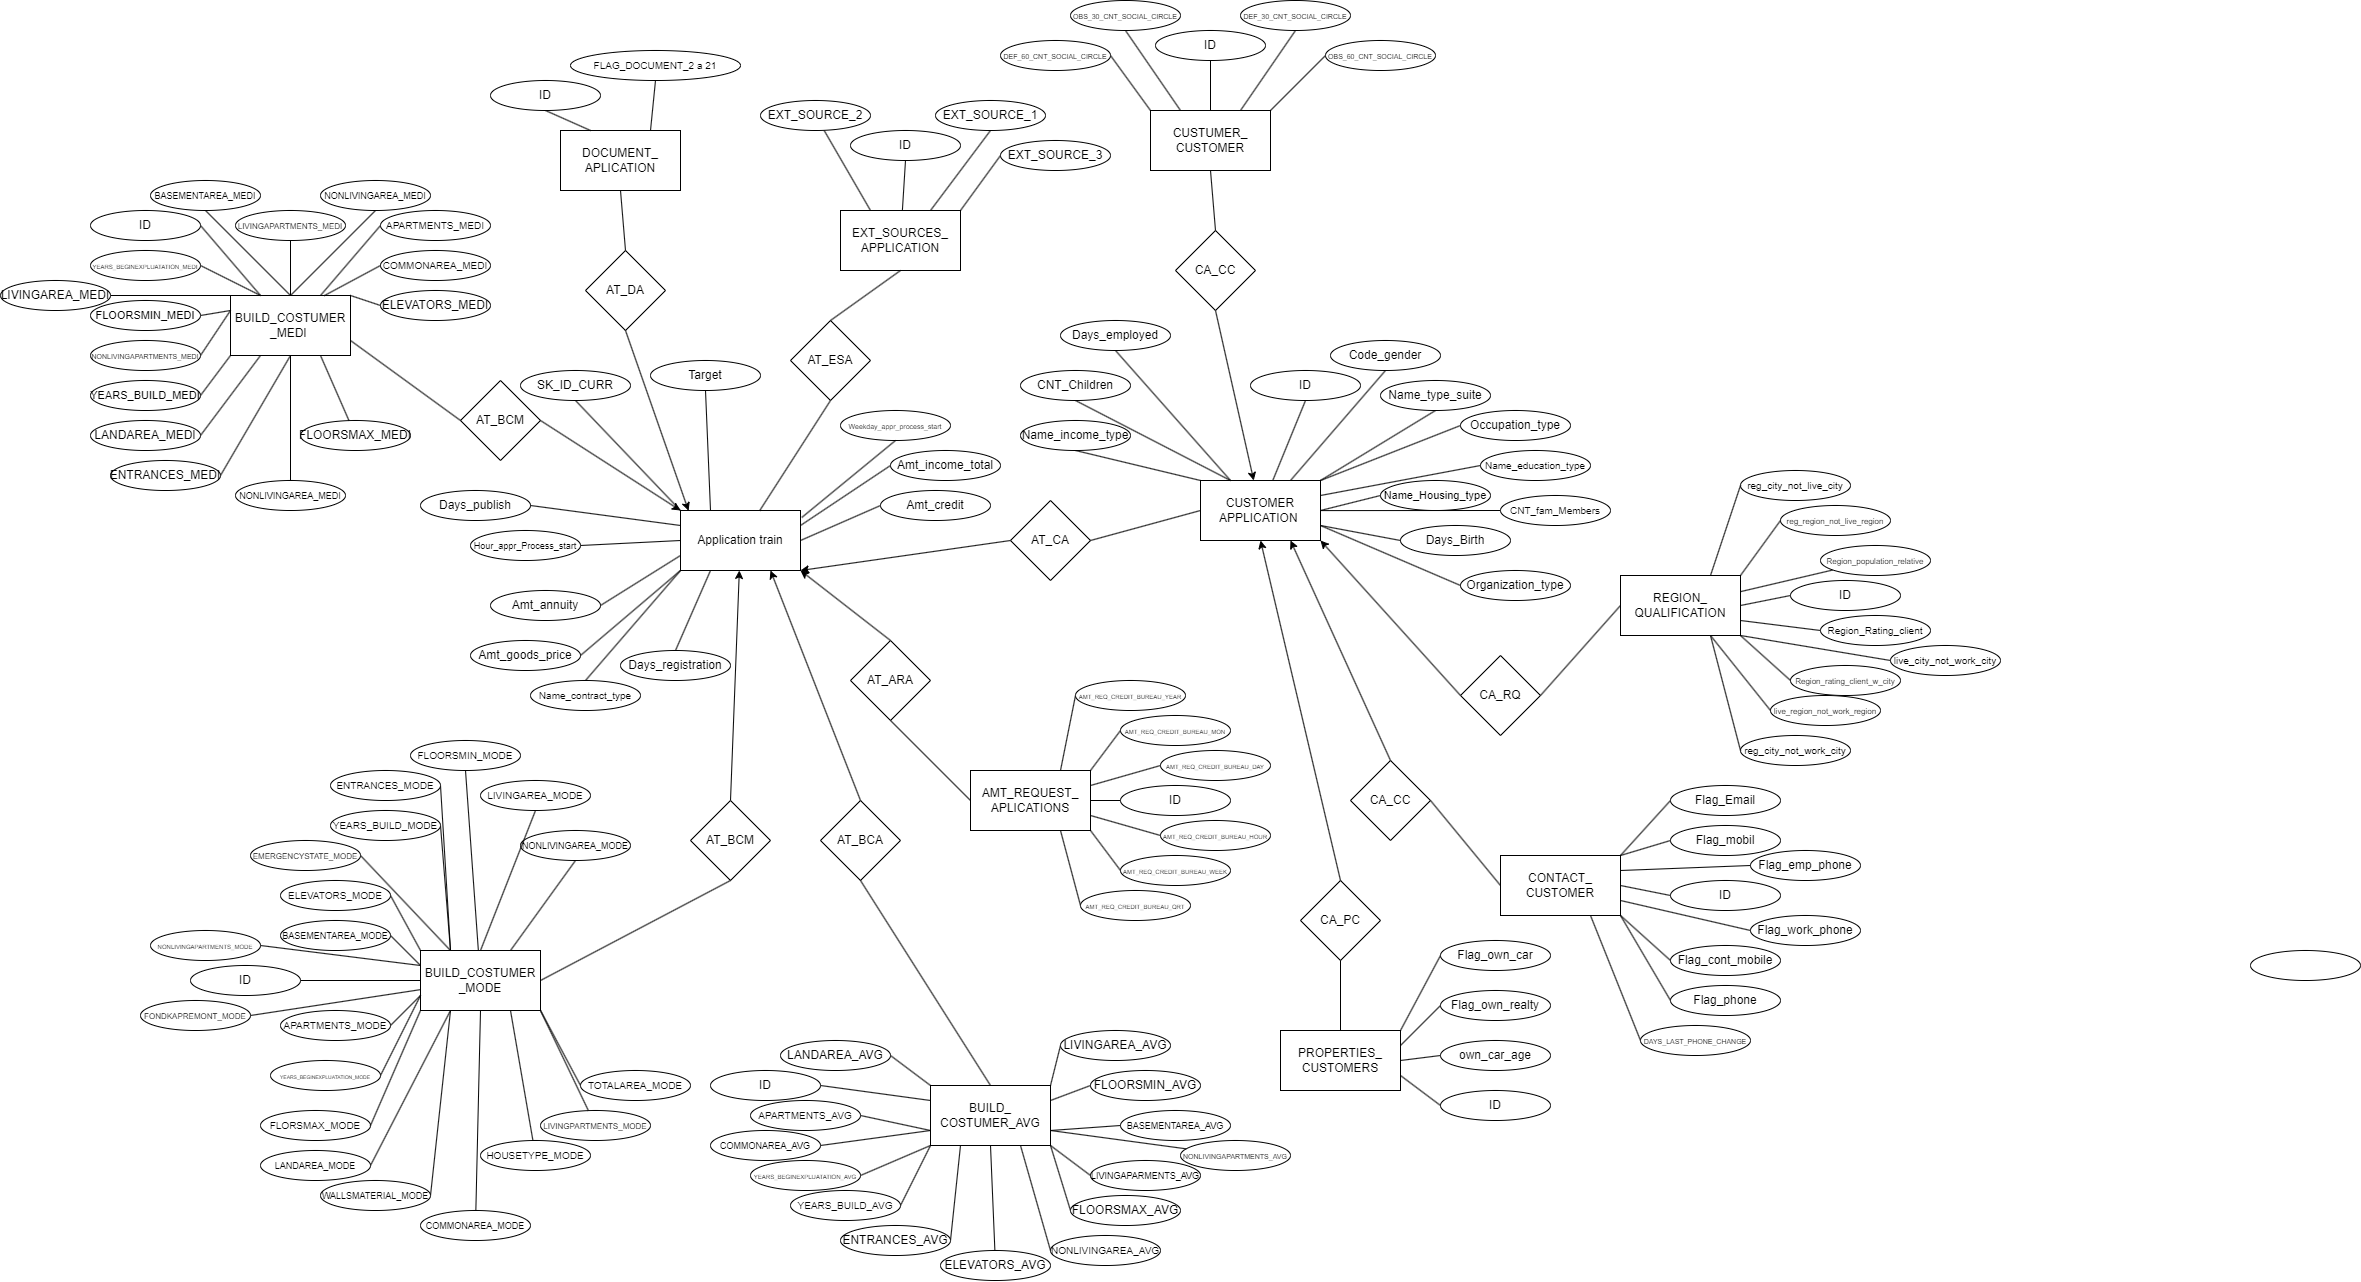 OBS_30_CNT_SOCIAL_CIRCLE
DEF_30_CNT_SOCIAL_CIRCLE
DEF_60_CNT_SOCIAL_CIRCLE
ID
OBS_60_CNT_SOCIAL_CIRCLE
CUSTUMER_
CUSTOMER
CA_CC
FLAG_DOCUMENT_2 a 21
ID
DOCUMENT_
APLICATION
AT_DA
EXT_SOURCE_2
EXT_SOURCE_1
ID
EXT_SOURCE_3
EXT_SOURCES_
APPLICATION
AT_ESA
BASEMENTAREA_MEDI
NONLIVINGAREA_MEDI
ID
LIVINGAPARTMENTS_MEDI
APARTMENTS_MEDI
YEARS_BEGINEXPLUATATION_MEDI
COMMONAREA_MEDI
LIVINGAREA_MEDI
ELEVATORS_MEDI
FLOORSMIN_MEDI
BUILD_COSTUMER
_MEDI
NONLIVINGAPARTMENTS_MEDI
YEARS_BUILD_MEDI
LANDAREA_MEDI
FLOORSMAX_MEDI
ENTRANCES_MEDI
NONLIVINGAREA_MEDI
AT_BCM
SK_ID_CURR
Target
Weekday_appr_process_start
Amt_income_total
Amt_credit
Days_publish
Hour_appr_Process_start
Application train
Amt_annuity
Amt_goods_price
Days_registration
Name_contract_type
AT_CA
Days_employed
Code_gender
CNT_Children
ID
Name_type_suite
Name_income_type
Occupation_type
Name_education_type
Name_Housing_type
CUSTOMER
APPLICATION
CNT_fam_Members
Days_Birth
Organization_type
reg_city_not_live_city
reg_region_not_live_region
Region_population_relative
ID
REGION_
QUALIFICATION
Region_Rating_client
live_city_not_work_city
Region_rating_client_w_city
live_region_not_work_region
reg_city_not_work_city
CA_RQ
AT_ARA
AMT_REQ_CREDIT_BUREAU_YEAR
AMT_REQ_CREDIT_BUREAU_MON
AMT_REQ_CREDIT_BUREAU_DAY
AMT_REQUEST_
APLICATIONS
ID
AMT_REQ_CREDIT_BUREAU_HOUR
AMT_REQ_CREDIT_BUREAU_WEEK
AMT_REQ_CREDIT_BUREAU_QRT
CA_CC
Flag_Email
Flag_mobil
Flag_emp_phone
CONTACT_
CUSTOMER
ID
Flag_work_phone
Flag_cont_mobile
Flag_phone
DAYS_LAST_PHONE_CHANGE
CA_PC
Flag_own_car
Flag_own_realty
PROPERTIES_
CUSTOMERS
own_car_age
ID
AT_BCM
AT_BCA
FLOORSMIN_MODE
ENTRANCES_MODE
LIVINGAREA_MODE
YEARS_BUILD_MODE
NONLIVINGAREA_MODE
EMERGENCYSTATE_MODE
ELEVATORS_MODE
BASEMENTAREA_MODE
NONLIVINGAPARTMENTS_MODE
ID
BUILD_COSTUMER
_MODE
FONDKAPREMONT_MODE
APARTMENTS_MODE
YEARS_BEGINEXPLUATATION_MODE
TOTALAREA_MODE
FLORSMAX_MODE
LIVINGPARTMENTS_MODE
HOUSETYPE_MODE
LANDAREA_MODE
WALLSMATERIAL_MODE
COMMONAREA_MODE
LIVINGAREA_AVG
LANDAREA_AVG
ID
FLOORSMIN_AVG
APARTMENTS_AVG
BUILD_
COSTUMER_AVG
BASEMENTAREA_AVG
COMMONAREA_AVG
NONLIVINGAPARTMENTS_AVG
YEARS_BEGINEXPLUATATION_AVG
LIVINGAPARMENTS_AVG
YEARS_BUILD_AVG
FLOORSMAX_AVG
ENTRANCES_AVG
NONLIVINGAREA_AVG
ELEVATORS_AVG